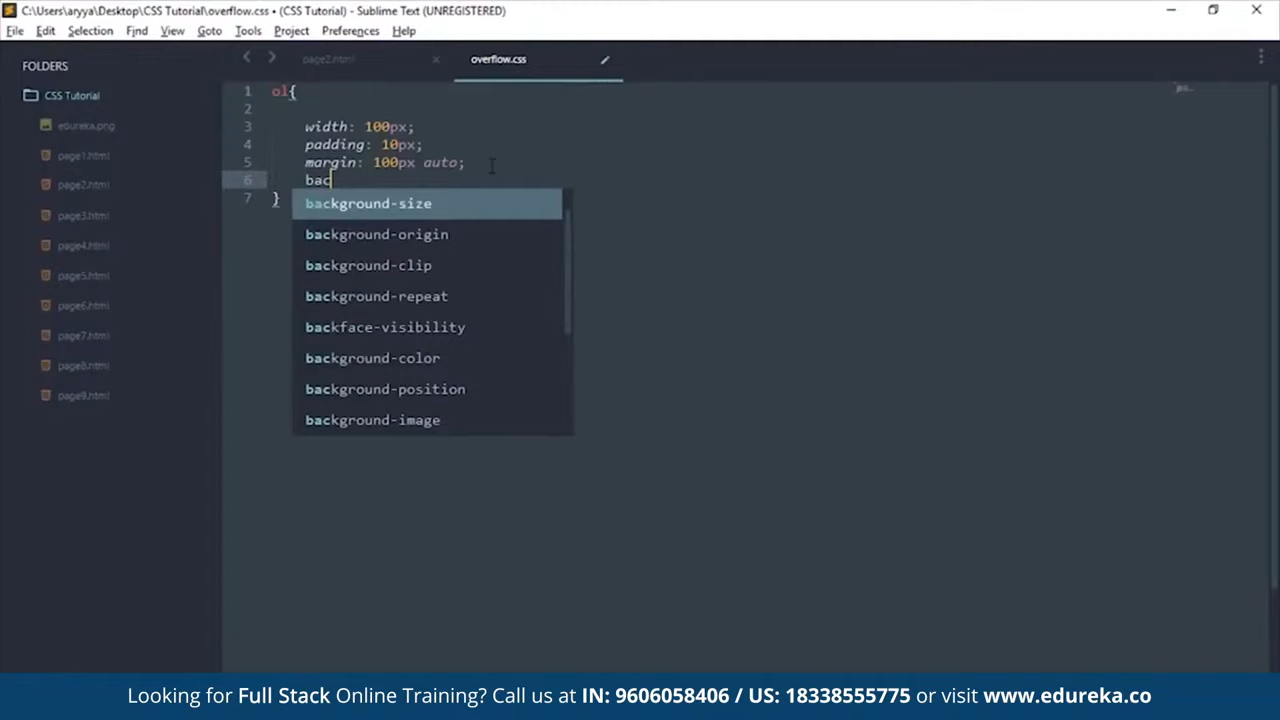 C:\Users\aryya\Desktop\CSS Tutorial\overflow.css • (CSS Tutorial) - Sublime Text (UNREGISTERED)
File Edit Selection Find View Goto Tools Project Preferences Help
FOLDERS
CSS Tutorial
edureka.png
page1.html
page2.html
page3.html
page4.html
page5.html
page6.html
page7.html
page8.html
page9.html
page2.html overflow.css
1 ol{
2
3 width: 100px;
4 padding: 10px;
5 margin: 100px auto;
6 bac
7 }
background-size
background-origin
background-clip
background-repeat
backface-visibility
background-color
background-position
background-image
Looking for Full Stack Online Training? Call us at IN: 9606058406 / US: 18338555775 or visit www.edureka.co